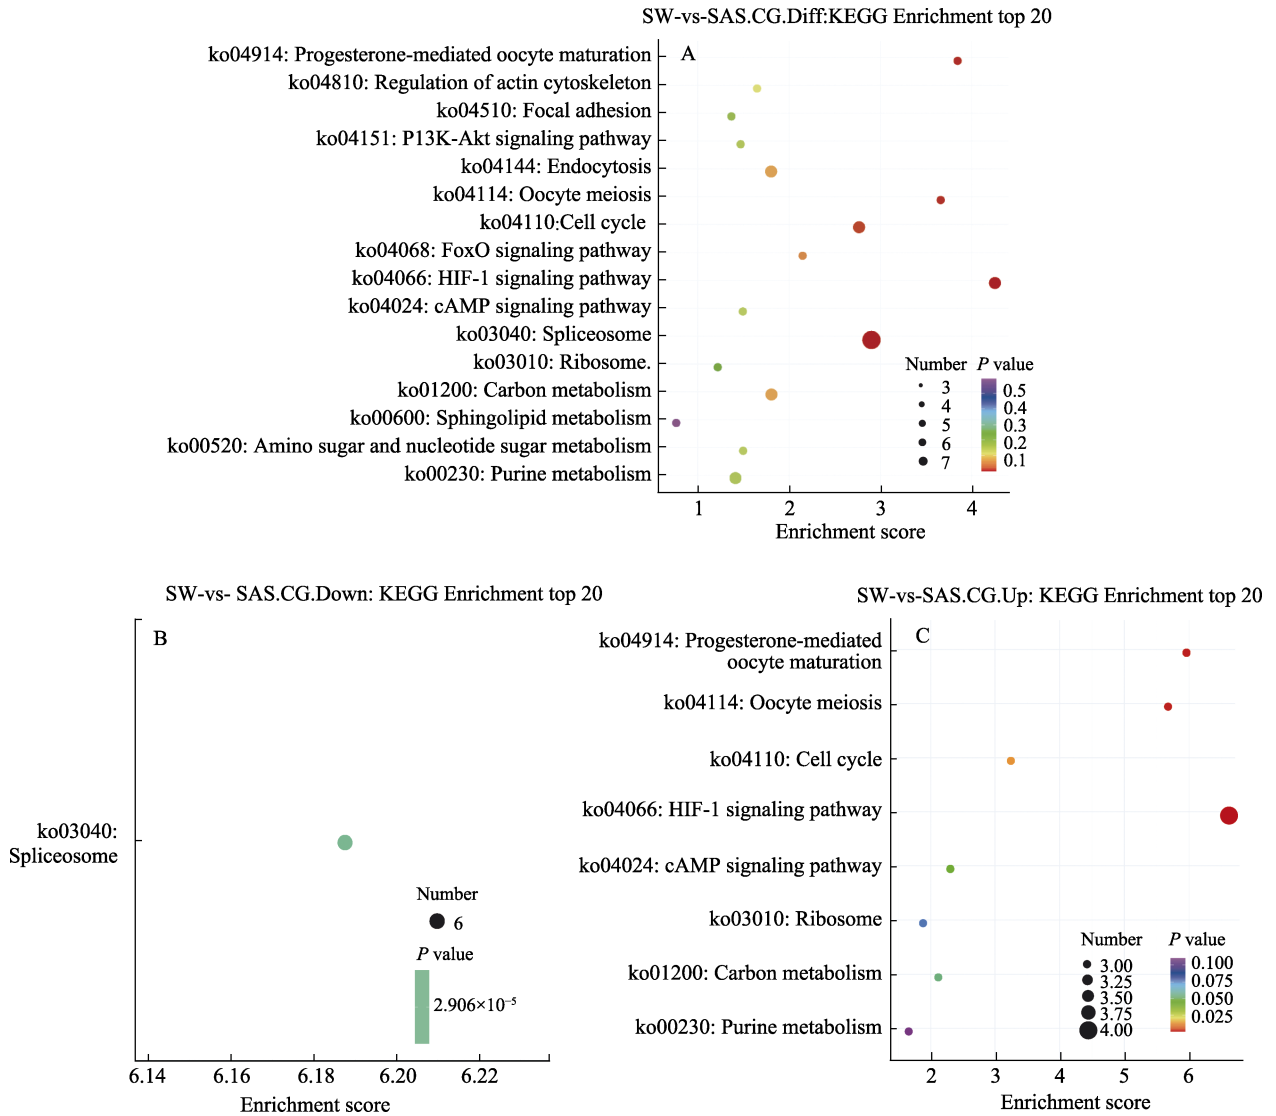 SW-vs-SAS.CG.Diff:KEGG Enrichment top 20
A
ko04914: Progesterone-mediated oocyte maturation
ko04810: Regulation of actin cytoskeleton
ko04510: Focal adhesion
ko04151: P13K-Akt signaling pathway
ko04144: Endocytosis
ko04114: Oocyte meiosis
ko04110:Cell cycle
ko04068: FoxO signaling pathway
ko04066: HIF-1 signaling pathway
ko04024: cAMP signaling pathway
ko03040: Spliceosome
ko03010: Ribosome.
ko01200: Carbon metabolism
ko00600: Sphingolipid metabolism
ko00520: Amino sugar and nucleotide sugar metabolism
ko00230: Purine metabolism
Number
3
4
5
6
7
P value
0.5
0.4
0.3
0.2
0.1
1 2 3 4
Enrichment score
SW-vs- SAS.CG.Down: KEGG Enrichment top 20
B
ko03040:
Spliceosome
Number
6
P value
2.906×10⁻⁵
6.14 6.16 6.18 6.20 6.22
Enrichment score
SW-vs-SAS.CG.Up: KEGG Enrichment top 20
C
ko04914: Progesterone-mediated
oocyte maturation
ko04114: Oocyte meiosis
ko04110: Cell cycle
ko04066: HIF-1 signaling pathway
ko04024: cAMP signaling pathway
ko03010: Ribosome
ko01200: Carbon metabolism
ko00230: Purine metabolism
Number
3.00
3.25
3.50
3.75
4.00
P value
0.100
0.075
0.050
0.025
2 3 4 5 6
Enrichment score